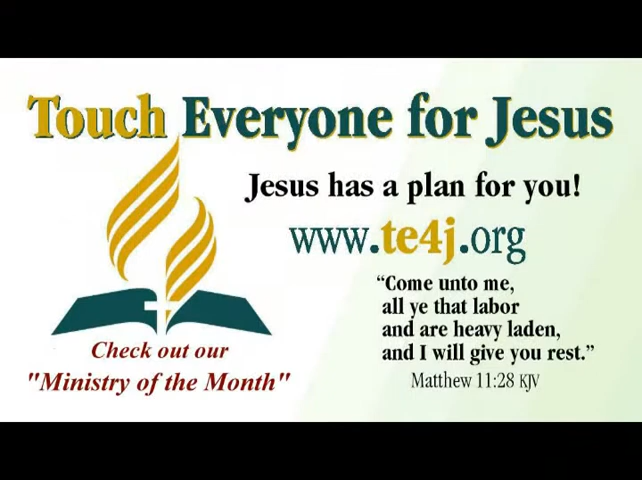 Touch Everyone for Jesus
Jesus has a plan for you!
www.te4j.org
“Come unto me,
all ye that labor
and are heavy laden,
and I will give you rest.”
Matthew 11:28 KJV
Check out our
"Ministry of the Month"